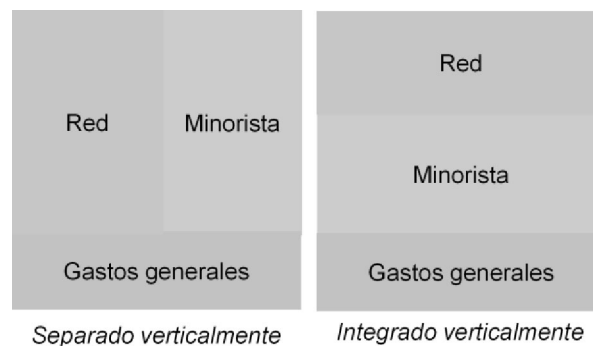 Red
Minorista
Gastos generales
Separado verticalmente
Red
Minorista
Gastos generales
Integrado verticalmente